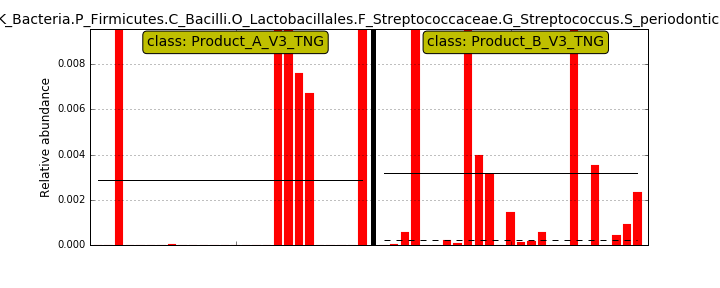 K_Bacteria.P_Firmicutes.C_Bacilli.O_Lactobacillales.F_Streptococcaceae.G_Streptococcus.S_periodontic
class: Product_A_V3_TNG class: Product_B_V3_TNG
0.008
0.006
0.004
0.002
0.000
Relative abundance